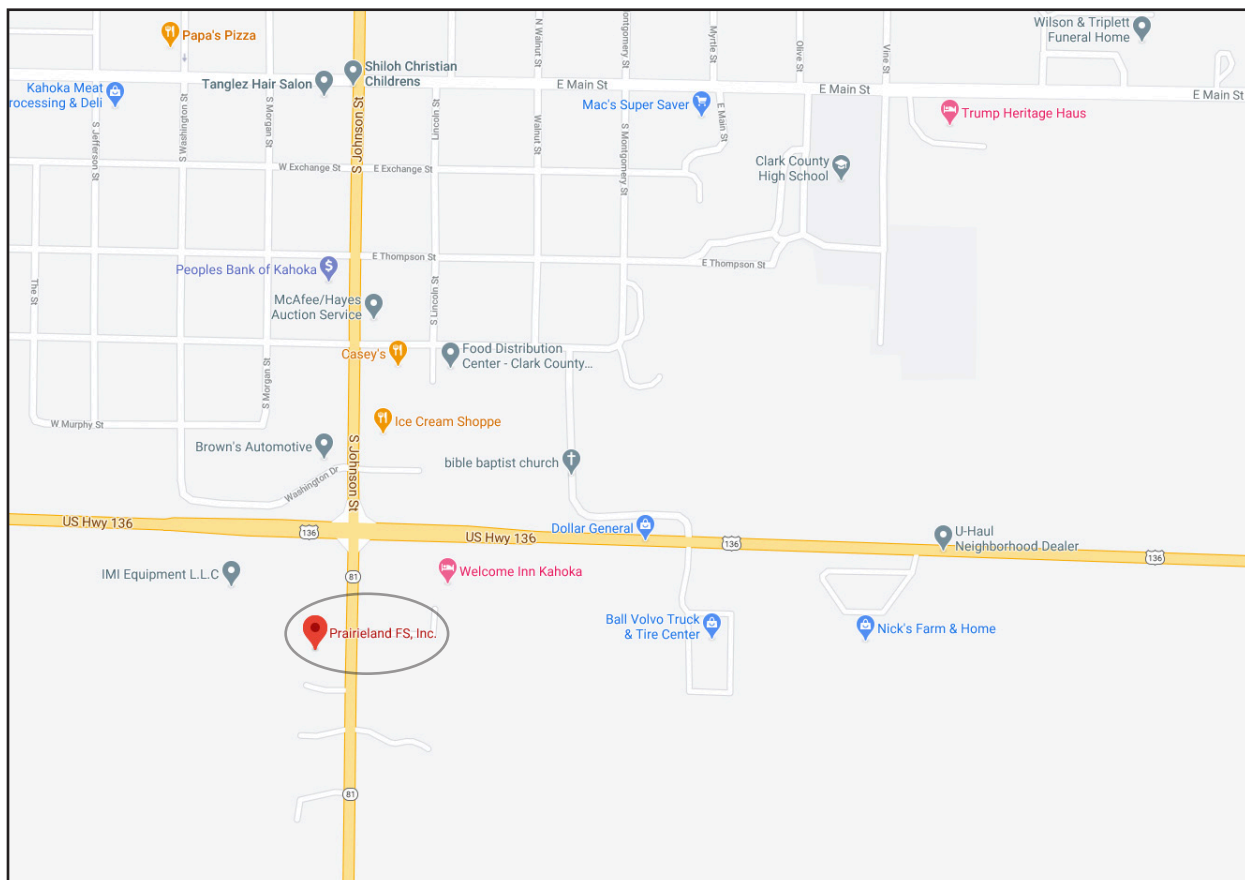 Papa's Pizza
Wilson & Triplett
Funeral Home
N Walnut St
ontgomery St
Myrtle St
Olive St
Vine St
Shiloh Christian
Childrens
Tanglez Hair Salon
Kahoka Meat
rocessing & Deli
E Main St
E Main St
E Main St
Mac's Super Saver
Trump Heritage Haus
S Jefferson St
S Washington St
S Morgan St
S Johnson St
Lincoln St
Walnut St
S Montgomery St
E Main St
Clark County
High School
W Exchange St
E Exchange St
E Thompson St
E Thompson St
Peoples Bank of Kahoka
$
McAfee/Hayes
Auction Service
The St
S Lincoln St
Casey's
Food Distribution
Center - Clark County...
S Morgan St
W Murphy St
Ice Cream Shoppe
Brown's Automotive
S Johnson St
bible baptist church
Washington Dr
US Hwy 136
136
US Hwy 136
Dollar General
136
U-Haul
Neighborhood Dealer
136
IMI Equipment L.L.C
81
Welcome Inn Kahoka
Prairieland FS, Inc.
Ball Volvo Truck
& Tire Center
Nick's Farm & Home
81